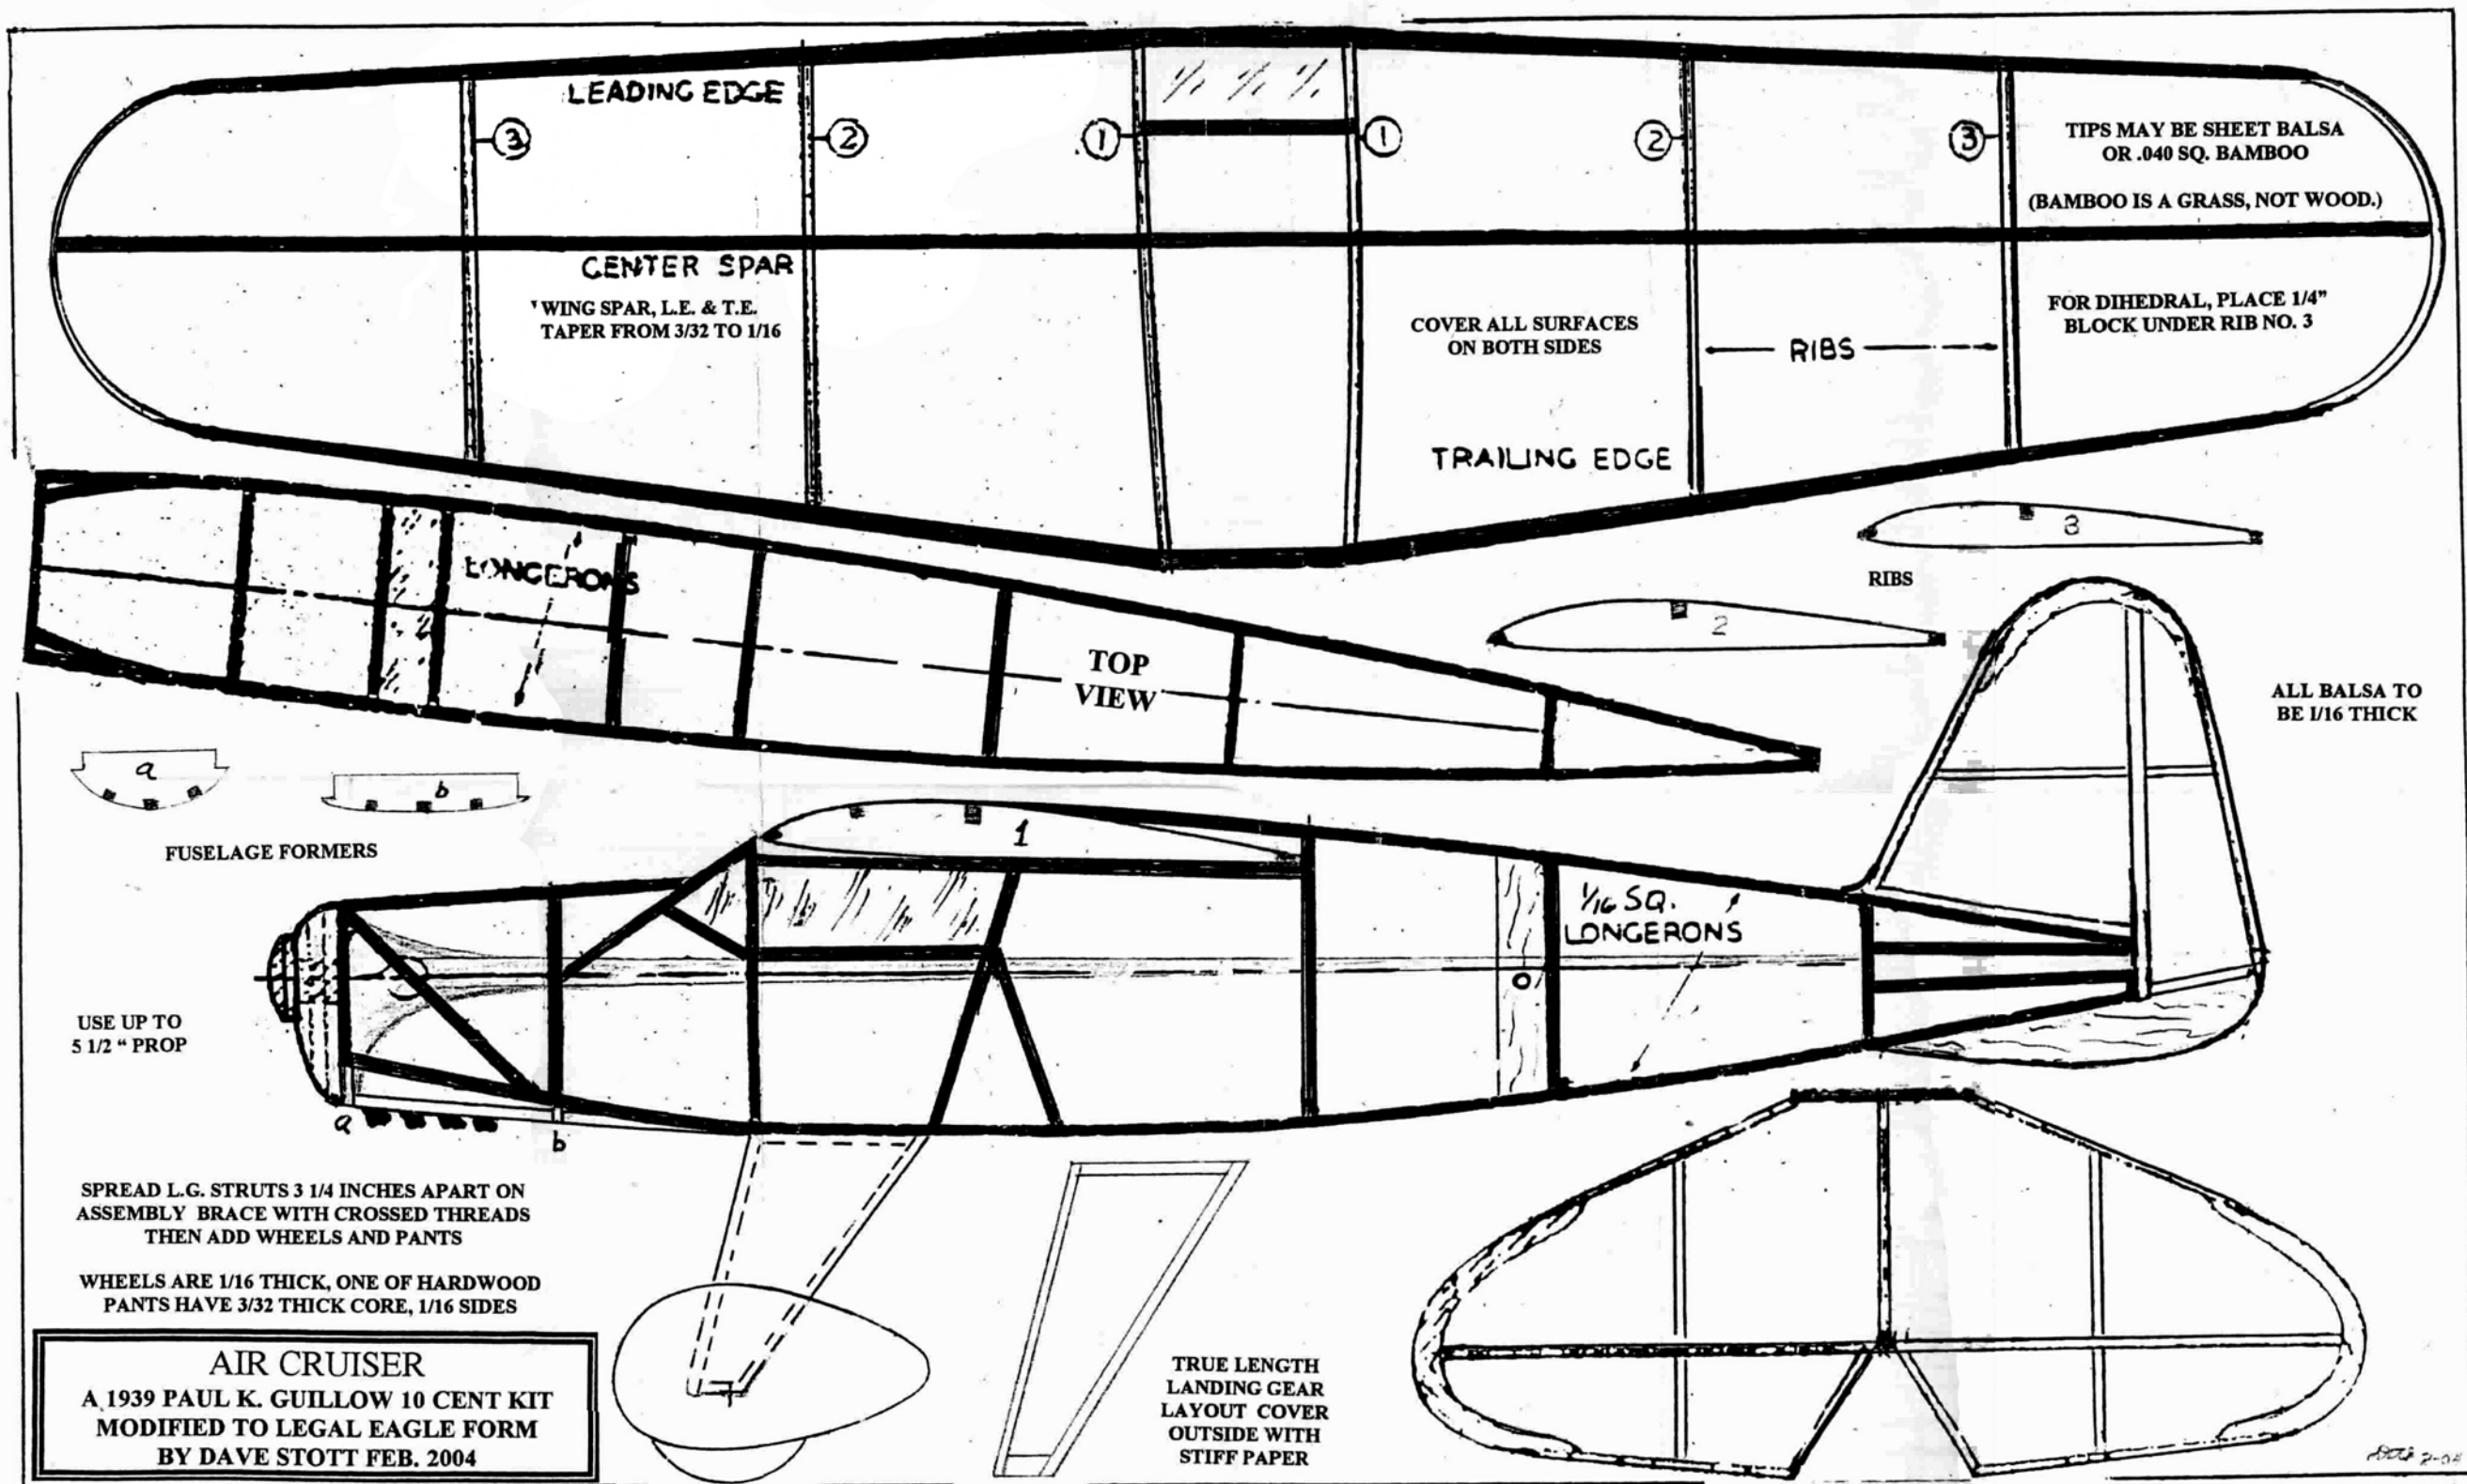 LEADING EDGE
3
2
1
1
2
3
TIPS MAY BE SHEET BALSA
OR .040 SQ. BAMBOO
(BAMBOO IS A GRASS, NOT WOOD.)
CENTER SPAR
WING SPAR, L.E. & T.E.
TAPER FROM 3/32 TO 1/16
COVER ALL SURFACES
ON BOTH SIDES
RIBS
FOR DIHEDRAL, PLACE 1/4"
BLOCK UNDER RIB NO. 3
TRAILING EDGE
3
RIBS
2
LONGERONS
TOP
VIEW
ALL BALSA TO
BE 1/16 THICK
a
b
FUSELAGE FORMERS
1
1/16 SQ.
LONGERONS
USE UP TO
5 1/2 " PROP
a
b
SPREAD L.G. STRUTS 3 1/4 INCHES APART ON
ASSEMBLY BRACE WITH CROSSED THREADS
THEN ADD WHEELS AND PANTS
WHEELS ARE 1/16 THICK, ONE OF HARDWOOD
PANTS HAVE 3/32 THICK CORE, 1/16 SIDES
AIR CRUISER
A 1939 PAUL K. GUILLOW 10 CENT KIT
MODIFIED TO LEGAL EAGLE FORM
BY DAVE STOTT FEB. 2004
TRUE LENGTH
LANDING GEAR
LAYOUT COVER
OUTSIDE WITH
STIFF PAPER
2-04